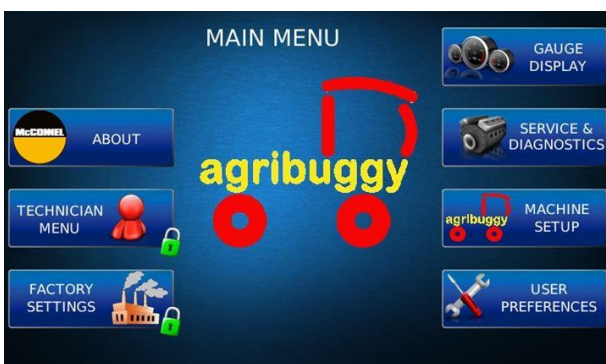 MAIN MENU
GAUGE
DISPLAY
McCONNEL
ABOUT
SERVICE &
DIAGNOSTICS
agribuggy
TECHNICIAN
MENU
agribuggy
MACHINE
SETUP
FACTORY
SETTINGS
USER
PREFERENCES